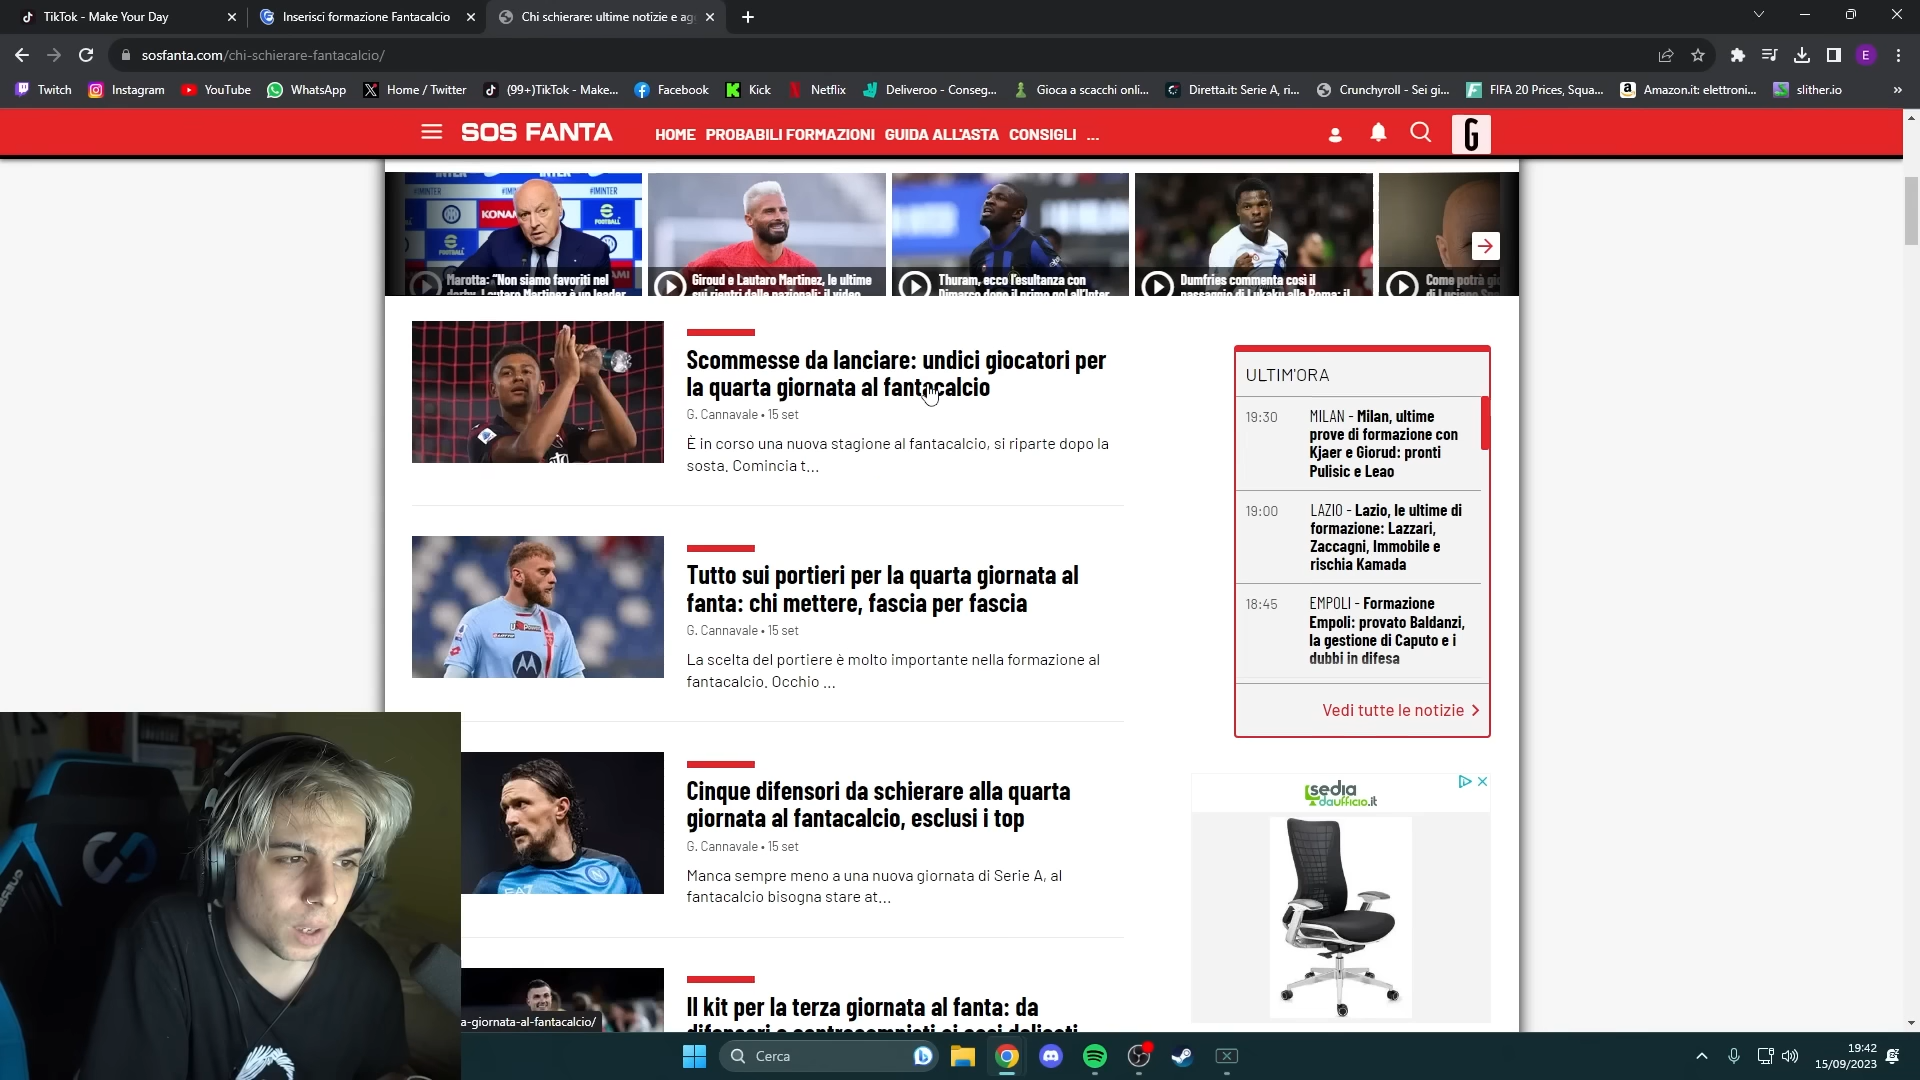 TikTok - Make Your Day
Inserisci formazione Fantacalcio
Chi schierare: ultime notizie e ag
sosfanta.com/chi-schierare-fantacalcio/
E
Twitch
Instagram
YouTube
WhatsApp
Home / Twitter
(99+)TikTok - Make...
Facebook
Kick
Netflix
Deliveroo - Conseg...
Gioca a scacchi onli...
Diretta.it: Serie A, ri...
Crunchyroll - Sei gi...
FIFA 20 Prices, Squa...
Amazon.it: elettroni...
slither.io
»
SOS FANTA
HOME PROBABILI FORMAZIONI GUIDA ALL'ASTA CONSIGLI ...
G
Marotta: "Non siamo favoriti nel
derby. Lautaro Martinez è un leader
Giroud e Lautaro Martinez, le ultime
sui rientri dalle nazionali: il video
Thuram, ecco l'esultanza con
Dimarco dopo il primo gol all'Inter
Dumfries commenta così il
passaggio di Lukaku alla Roma: il
Come potrà gi
di Luciano Spa
Scommesse da lanciare: undici giocatori per
la quarta giornata al fantacalcio
G. Cannavale • 15 set
È in corso una nuova stagione al fantacalcio, si riparte dopo la
sosta. Comincia t...
Tutto sui portieri per la quarta giornata al
fanta: chi mettere, fascia per fascia
G. Cannavale • 15 set
La scelta del portiere è molto importante nella formazione al
fantacalcio. Occhio ...
Cinque difensori da schierare alla quarta
giornata al fantacalcio, esclusi i top
G. Cannavale • 15 set
Manca sempre meno a una nuova giornata di Serie A, al
fantacalcio bisogna stare at...
Il kit per la terza giornata al fanta: da
difensori a centrocampisti ai casi delicati
ULTIM'ORA
19:30
MILAN - Milan, ultime
prove di formazione con
Kjaer e Giorud: pronti
Pulisic e Leao
19:00
LAZIO - Lazio, le ultime di
formazione: Lazzari,
Zaccagni, Immobile e
rischia Kamada
18:45
EMPOLI - Formazione
Empoli: provato Baldanzi,
la gestione di Caputo e i
dubbi in difesa
Vedi tutte le notizie
sedia
daufficio.it
a-giornata-al-fantacalcio/
Cerca
19:42
15/09/2023